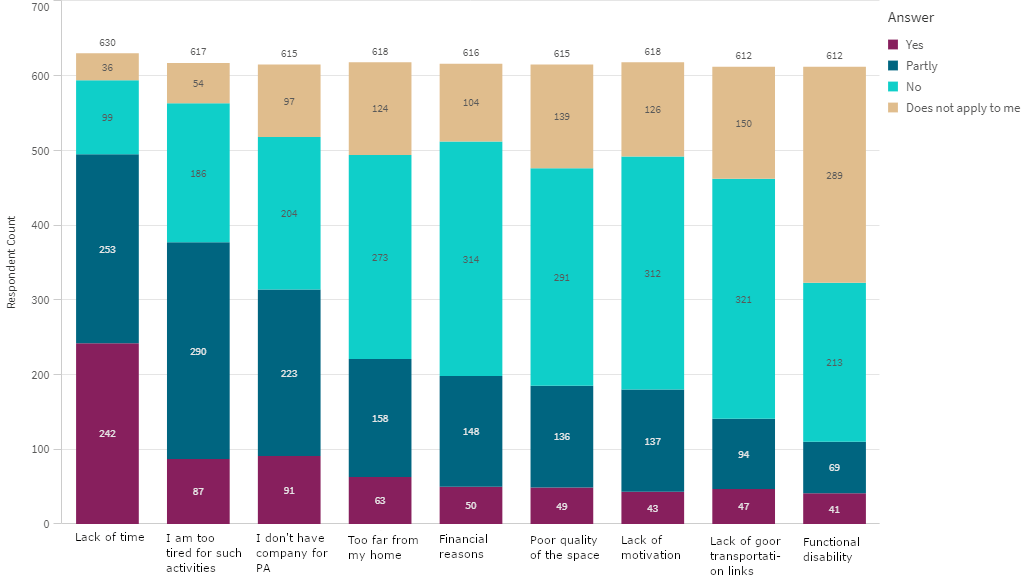 700
600
500
400
300
200
100
0
Respondent Count
630
36
99
253
242
617
54
186
290
87
615
97
204
223
91
618
124
273
158
63
616
104
314
148
50
615
139
291
136
49
618
126
312
137
43
612
150
321
94
47
612
289
213
69
41
Lack of time
I am too
tired for such
activities
I don't have
company for
PA
Too far from
my home
Financial
reasons
Poor quality
of the space
Lack of
motivation
Lack of goor
transportati-
on links
Functional
disability
Answer
Yes
Partly
No
Does not apply to me